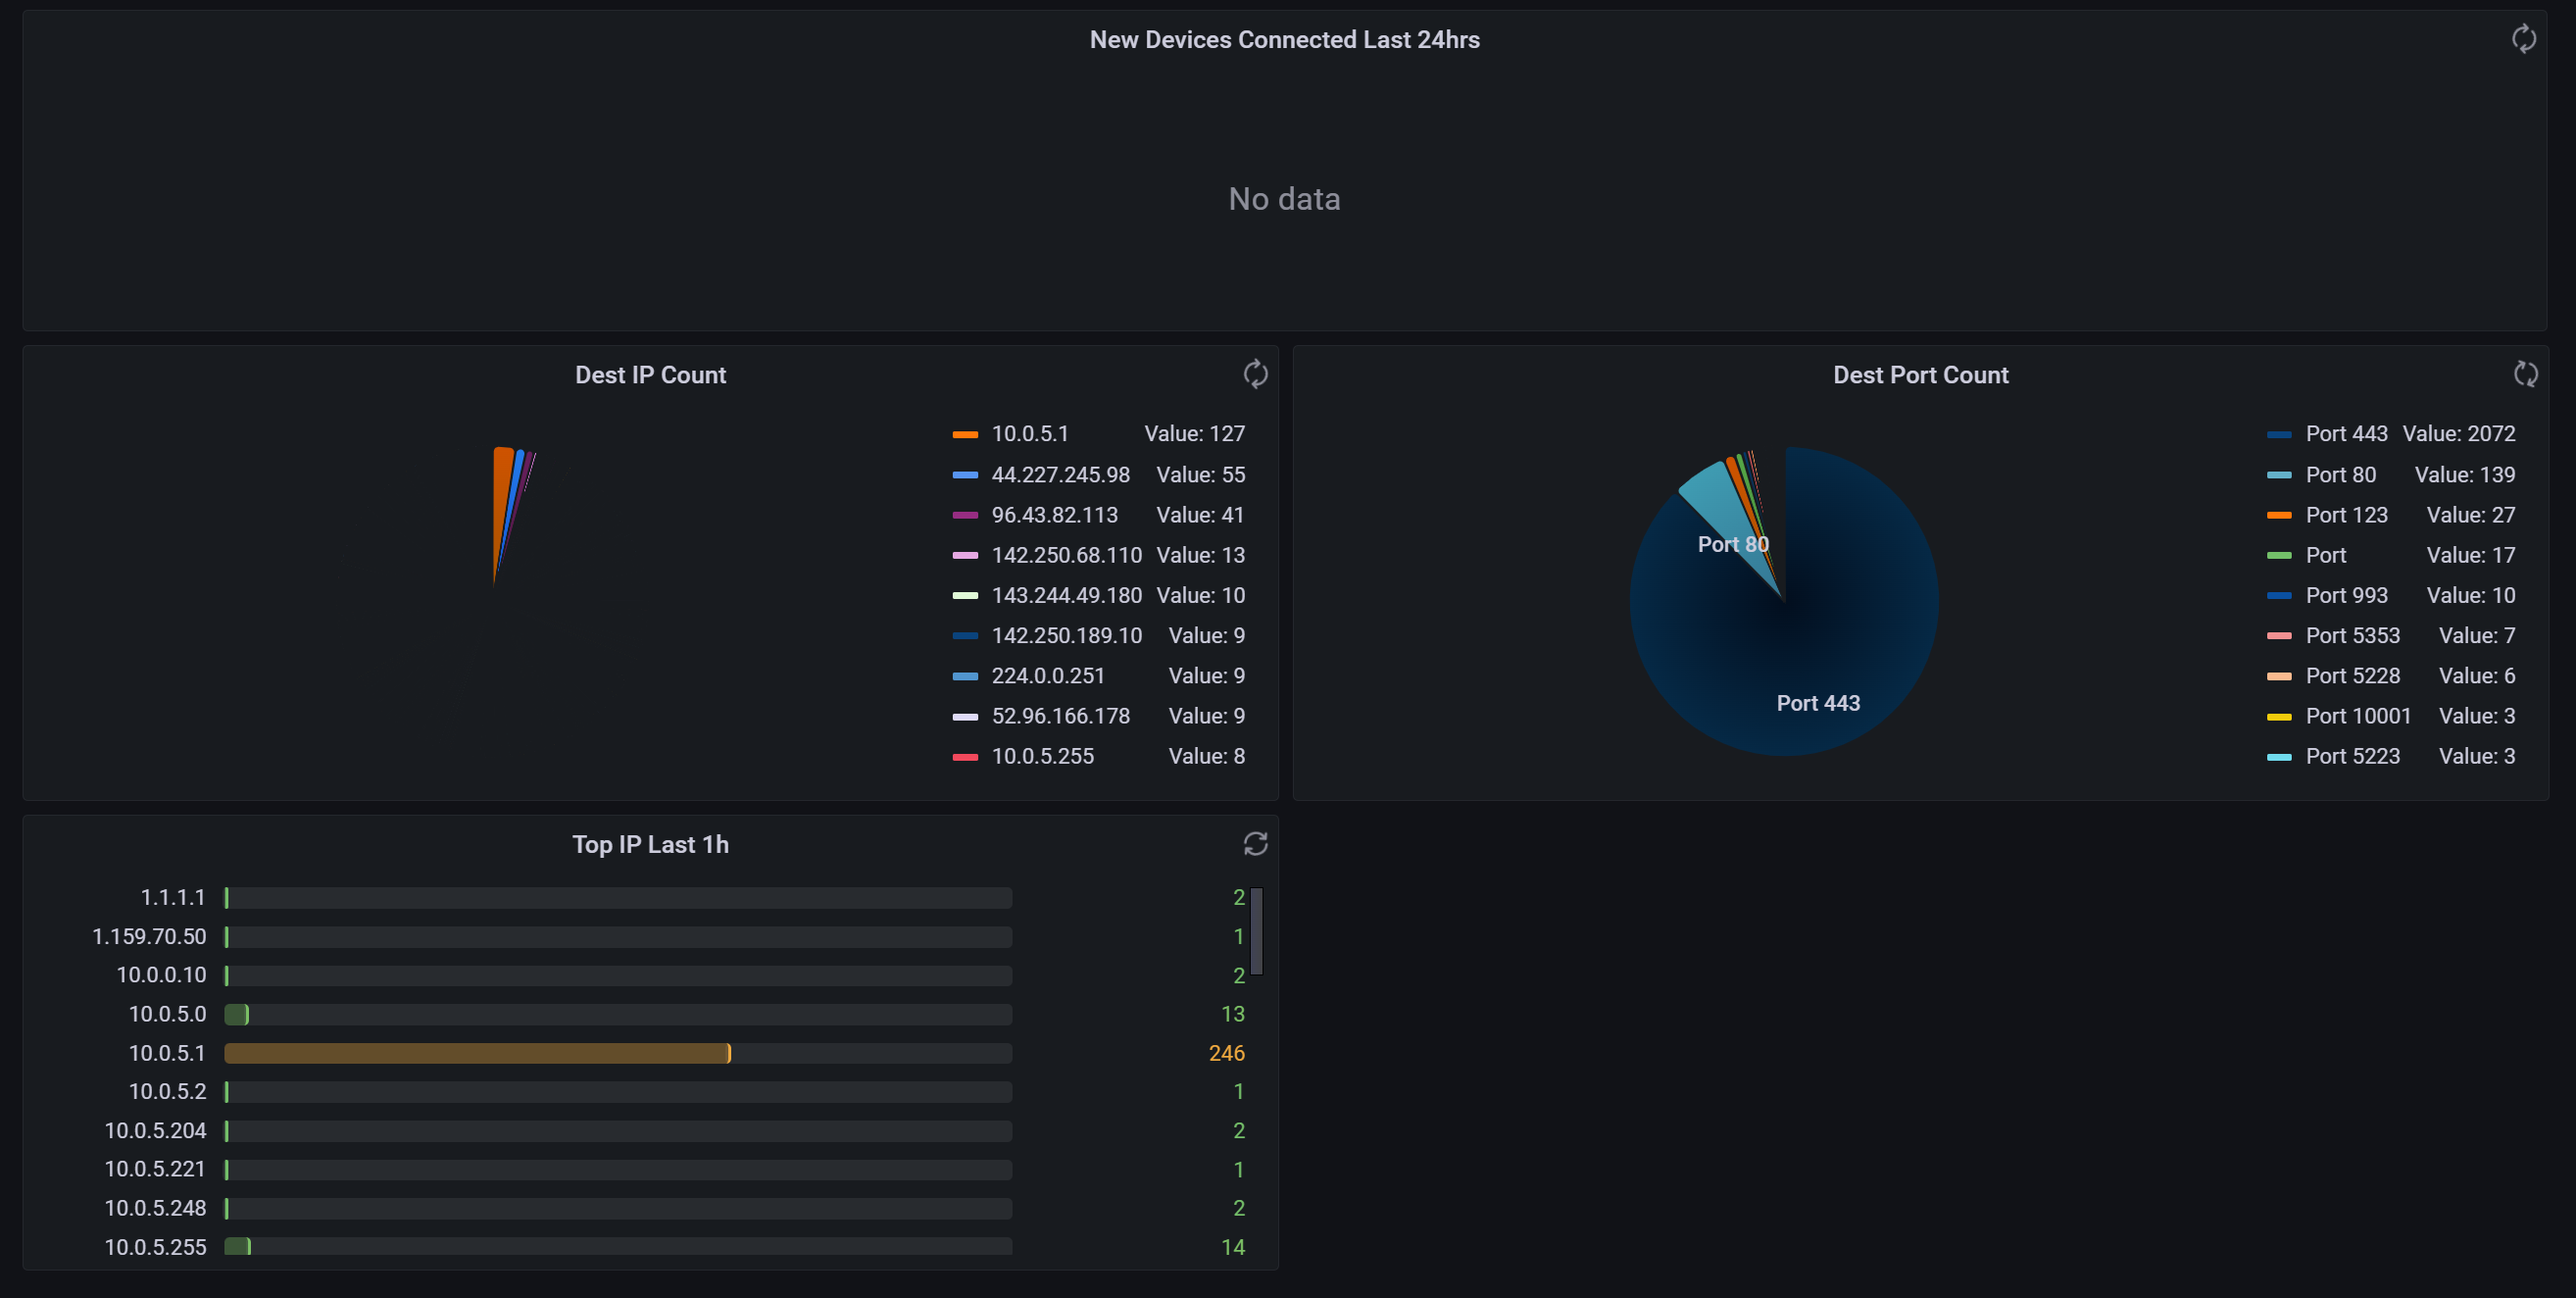 New Devices Connected Last 24hrs
No data
Dest IP Count
10.0.5.1 Value: 127
44.227.245.98 Value: 55
96.43.82.113 Value: 41
142.250.68.110 Value: 13
143.244.49.180 Value: 10
142.250.189.10 Value: 9
224.0.0.251 Value: 9
52.96.166.178 Value: 9
10.0.5.255 Value: 8
Dest Port Count
Port 80
Port 443
Port 443 Value: 2072
Port 80 Value: 139
Port 123 Value: 27
Port Value: 17
Port 993 Value: 10
Port 5353 Value: 7
Port 5228 Value: 6
Port 10001 Value: 3
Port 5223 Value: 3
Top IP Last 1h
1.1.1.1 2
1.159.70.50 1
10.0.0.10 2
10.0.5.0 13
10.0.5.1 246
10.0.5.2 1
10.0.5.204 2
10.0.5.221 1
10.0.5.248 2
10.0.5.255 14